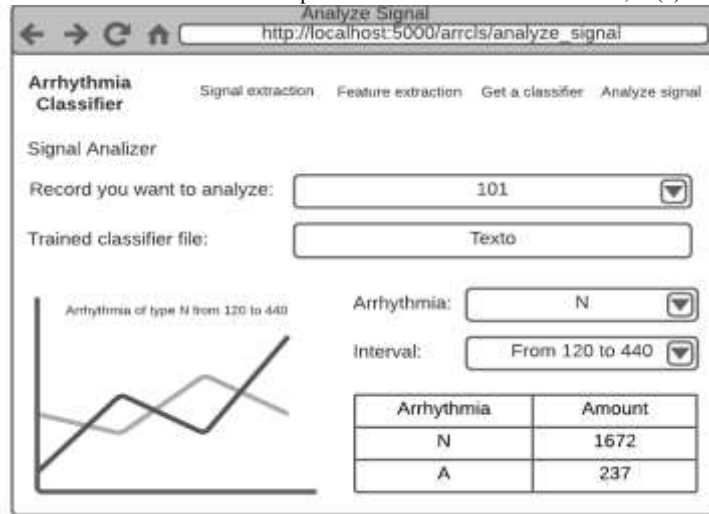 Analyze Signal
http://localhost:5000/arrcls/analyze_signal
Arrhythmia Classifier
Signal extraction
Feature extraction
Get a classifier
Analyze signal
Signal Analizer
Record you want to analyze:
101
Trained classifier file:
Texto
Arrhythmia of type N from 120 to 440
Arrhythmia:
N
Interval:
From 120 to 440
Arrhythmia Amount
N 1672
A 237